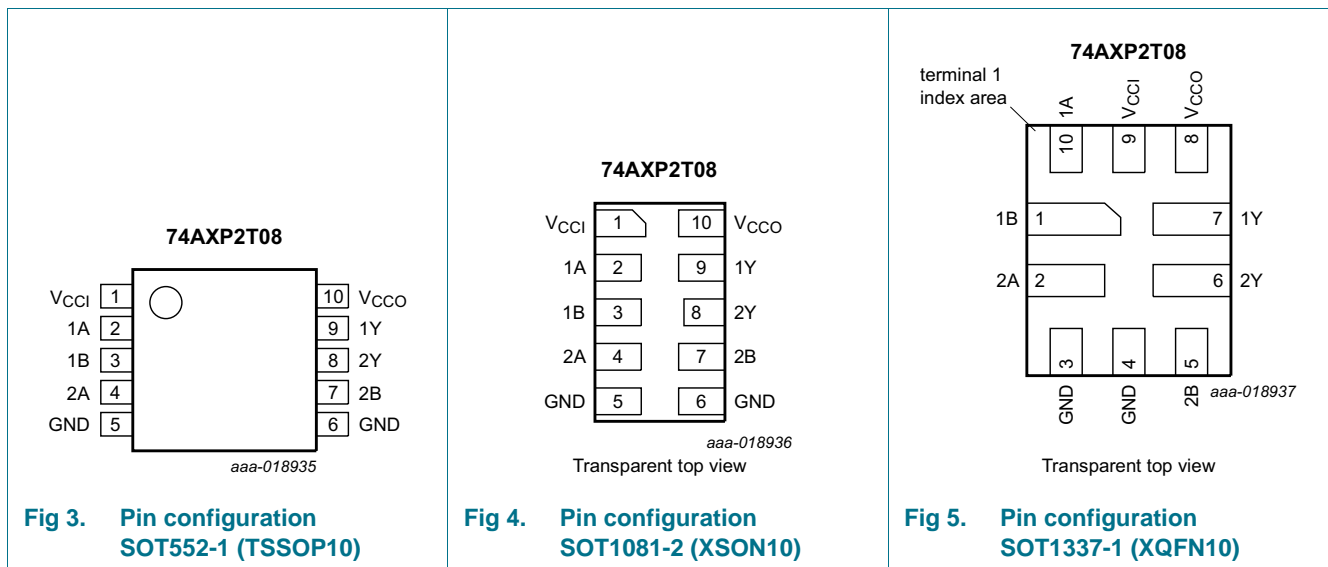 74AXP2T08
VCCI 1 10 VCCO
1A 2 9 1Y
1B 3 8 2Y
2A 4 7 2B
GND 5 6 GND
aaa-018935
Fig 3. Pin configuration
SOT552-1 (TSSOP10)
74AXP2T08
VCCI 1 10 VCCO
1A 2 9 1Y
1B 3 8 2Y
2A 4 7 2B
GND 5 6 GND
aaa-018936
Transparent top view
Fig 4. Pin configuration
SOT1081-2 (XSON10)
74AXP2T08
terminal 1
index area
1A VCCI VCCO
10 9 8
1B 1 7 1Y
2A 2 6 2Y
3 4 5
GND GND 2B aaa-018937
Transparent top view
Fig 5. Pin configuration
SOT1337-1 (XQFN10)